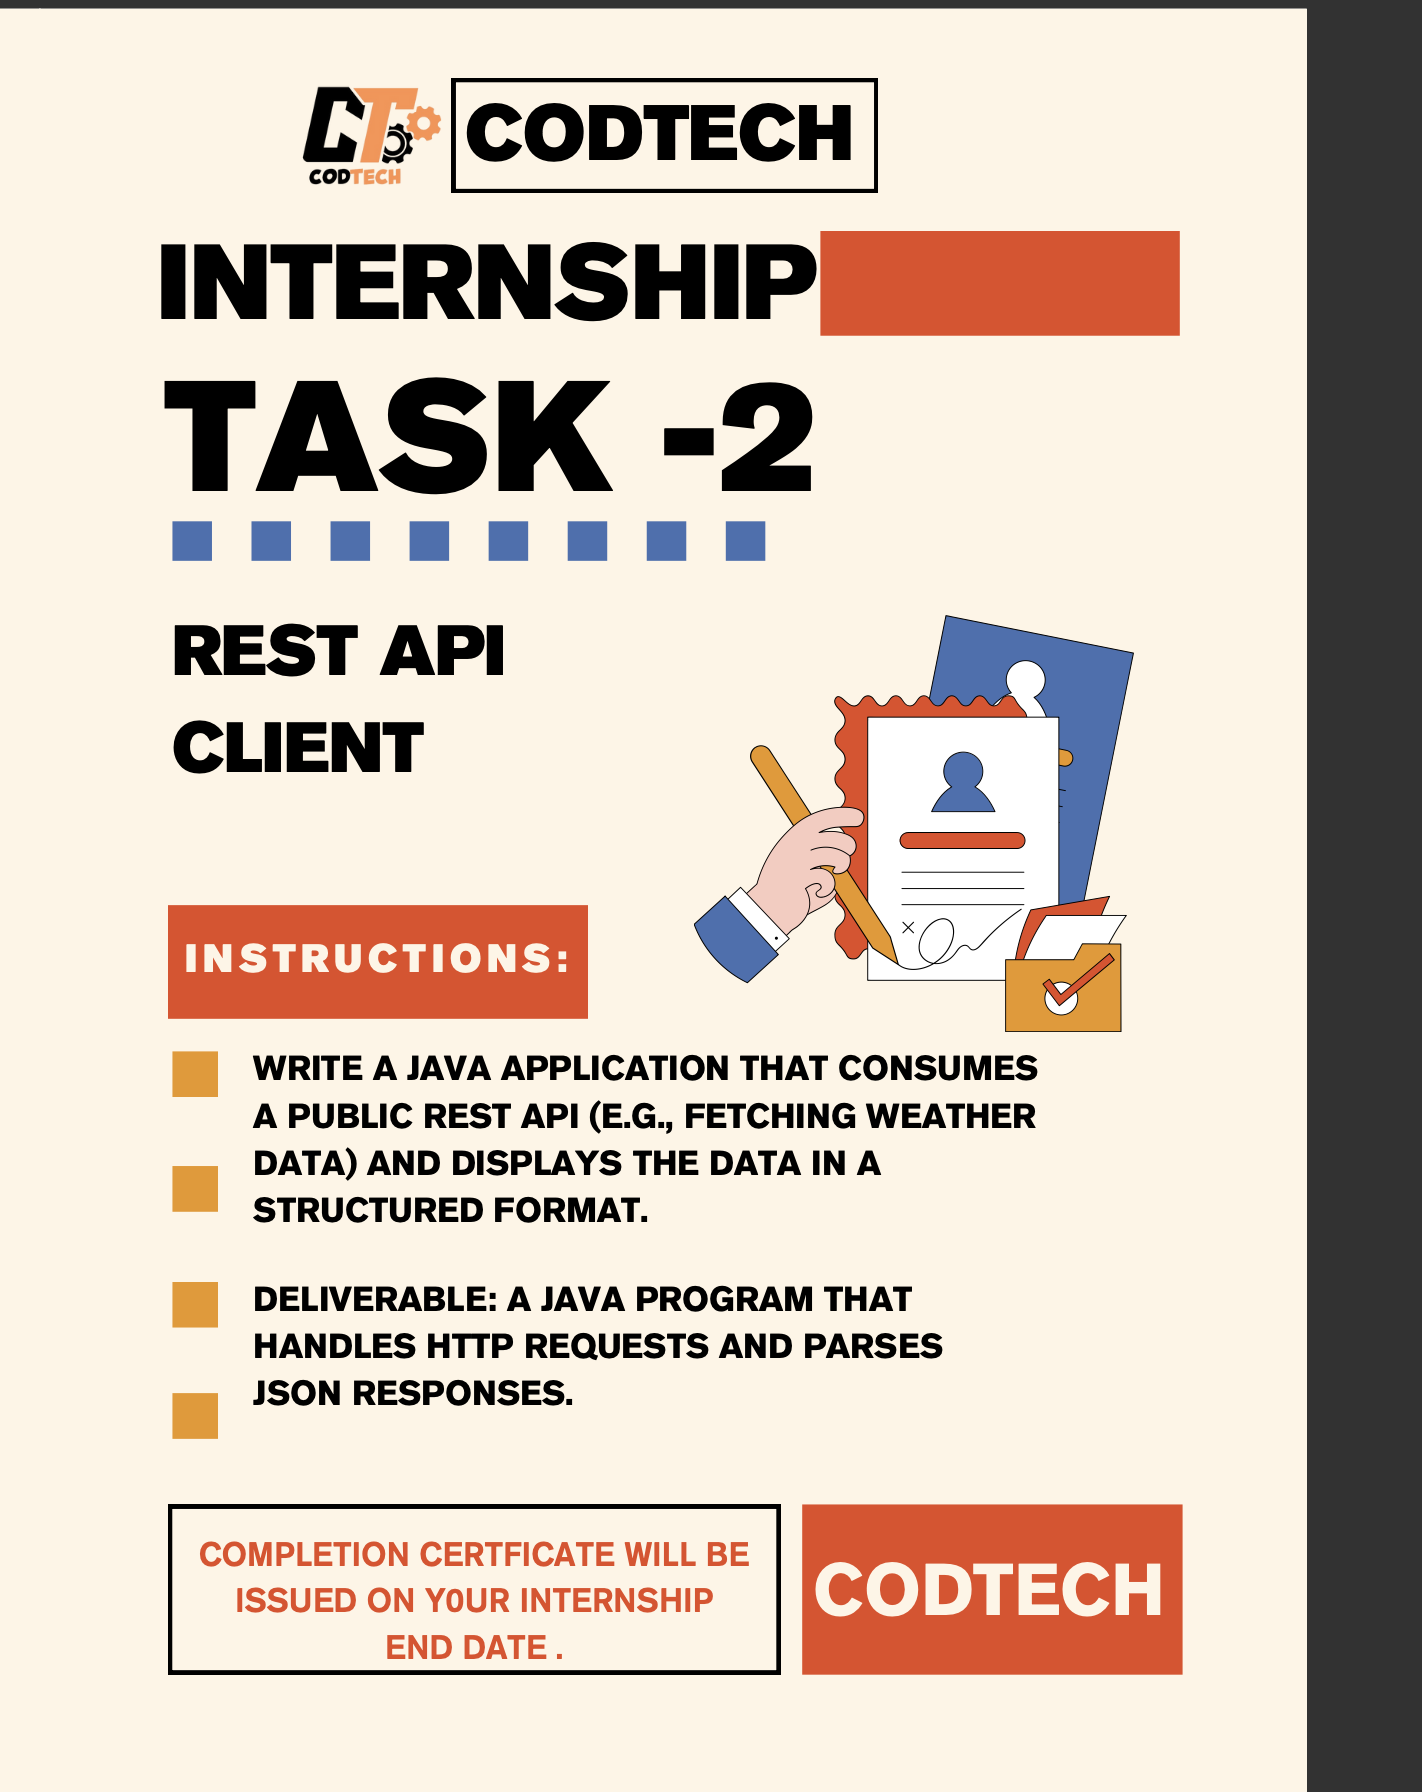 CT
CODTECH
CODTECH
INTERNSHIP
TASK -2
REST API
CLIENT
INSTRUCTIONS:
WRITE A JAVA APPLICATION THAT CONSUMES
A PUBLIC REST API (E.G., FETCHING WEATHER
DATA) AND DISPLAYS THE DATA IN A
STRUCTURED FORMAT.
DELIVERABLE: A JAVA PROGRAM THAT
HANDLES HTTP REQUESTS AND PARSES
JSON RESPONSES.
COMPLETION CERTFICATE WILL BE
ISSUED ON Y0UR INTERNSHIP
END DATE .
CODTECH